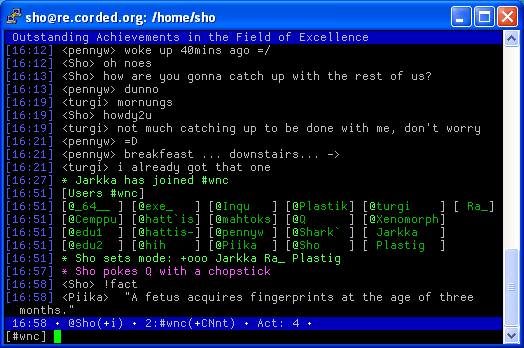 sho@re.corded.org: /home/sho
Outstanding Achievements in the Field of Excellence
[16:12] <pennyw> woke up 40mins ago =/
[16:12] <Sho> oh noes
[16:13] <Sho> how are you gonna catch up with the rest of us?
[16:13] <pennyw> dunno
[16:17] <turgi> mornungs
[16:19] <Sho> howdy2u
[16:19] <turgi> not much catching up to be done with me, don't worry
[16:21] <pennyw> =D
[16:21] <pennyw> breakfeast ... downstairs... ->
[16:21] <turgi> i already got that one
[16:27] * Jarkka has joined #wnc
[16:51] [Users #wnc]
[16:51] [@_64__  ] [@exe_   ] [@Inqu   ] [@Plastik] [@turgi    ] [ Ra_]
[16:51] [@Cemppu] [@hatt`is] [@mahtoks] [@Q      ] [@Xenomorph]
[16:51] [@edu1  ] [@hattis-] [@pennyw ] [@Shark` ] [ Jarkka   ]
[16:51] [@edu2  ] [@hih    ] [@Piika  ] [@Sho    ] [ Plastig  ]
[16:51] * Sho sets mode: +ooo Jarkka Ra_ Plastig
[16:57] * Sho pokes Q with a chopstick
[16:58] <Sho> !fact
[16:58] <Piika>  "A fetus acquires fingerprints at the age of three
months."
16:58 • @Sho(+i) • 2:#wnc(+CNnt) • Act: 4 •
[#wnc]